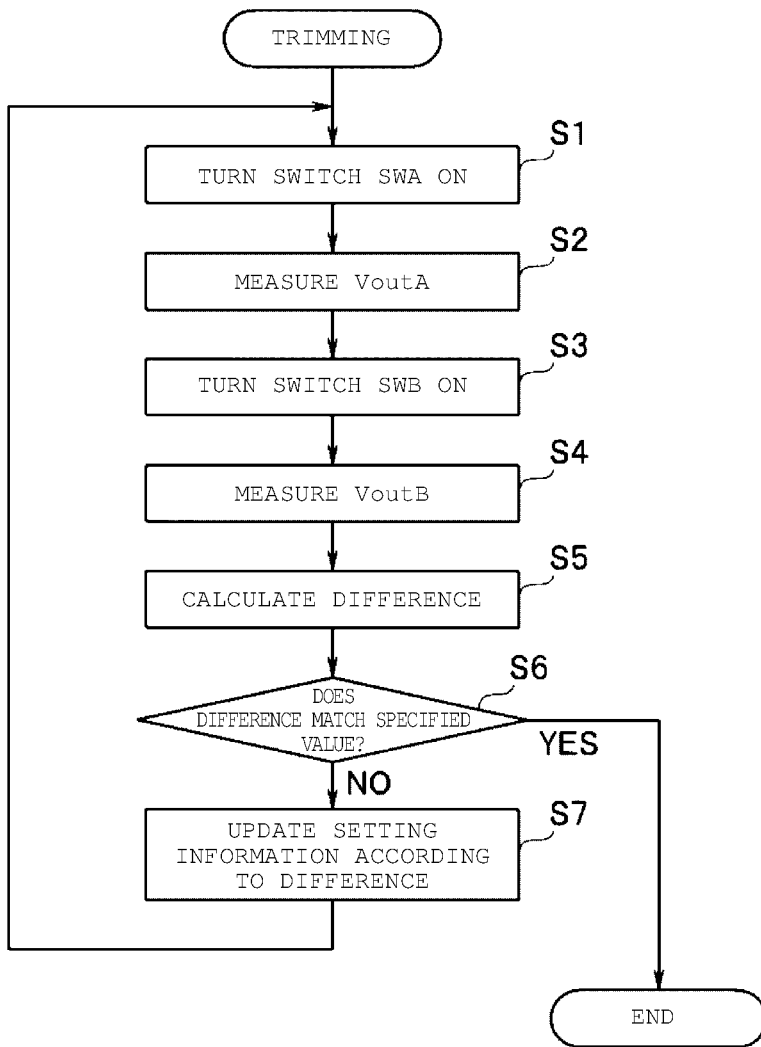 TRIMMING
S1
TURN SWITCH SWA ON
S2
MEASURE VoutA
S3
TURN SWITCH SWB ON
S4
MEASURE VoutB
S5
CALCULATE DIFFERENCE
S6
DOES
DIFFERENCE MATCH SPECIFIED
VALUE?
YES
NO
S7
UPDATE SETTING
INFORMATION ACCORDING
TO DIFFERENCE
END